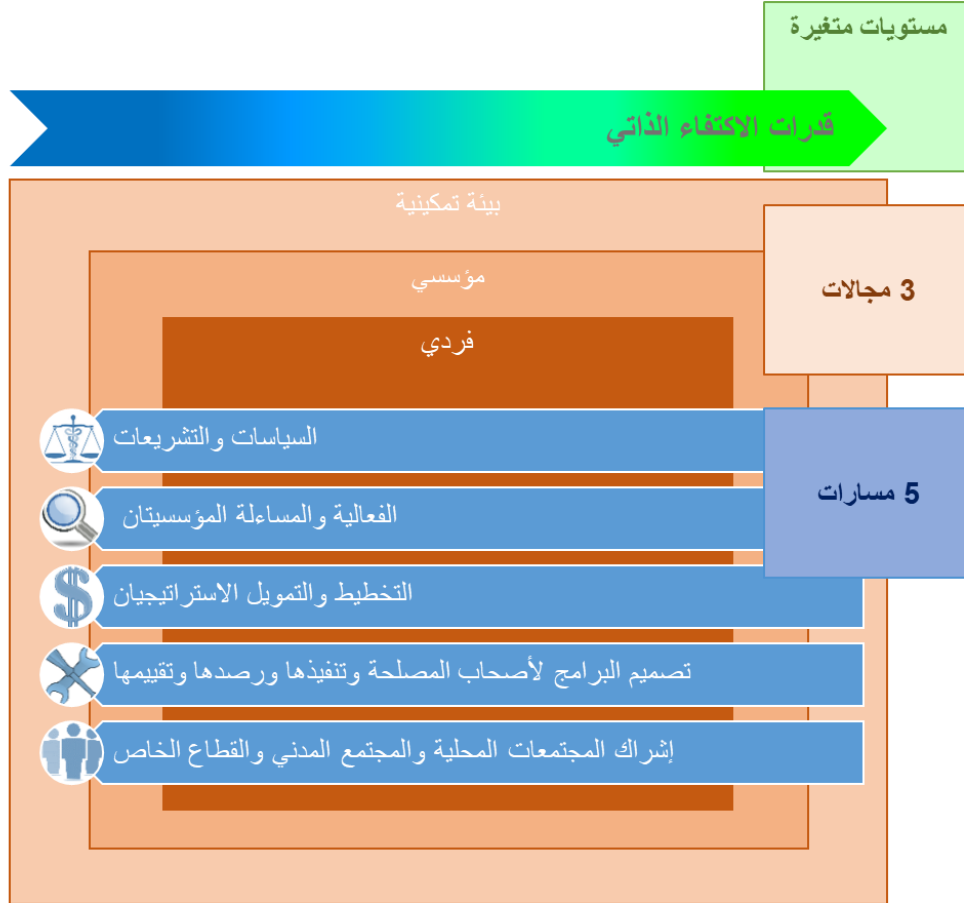 مستويات متغيرة
قدرات الاكتفاء الذاتي
بيئة تمكينية
3 مجالات
مؤسسي
فردي
السياسات والتشريعات
5 مسارات
الفعالية والمساءلة المؤسسيتان
التخطيط والتمويل الاستراتيجيان
تصميم البرامج لأصحاب المصلحة وتنفيذها ورصدها وتقييمها
إشراك المجتمعات المحلية والمجتمع المدني والقطاع الخاص